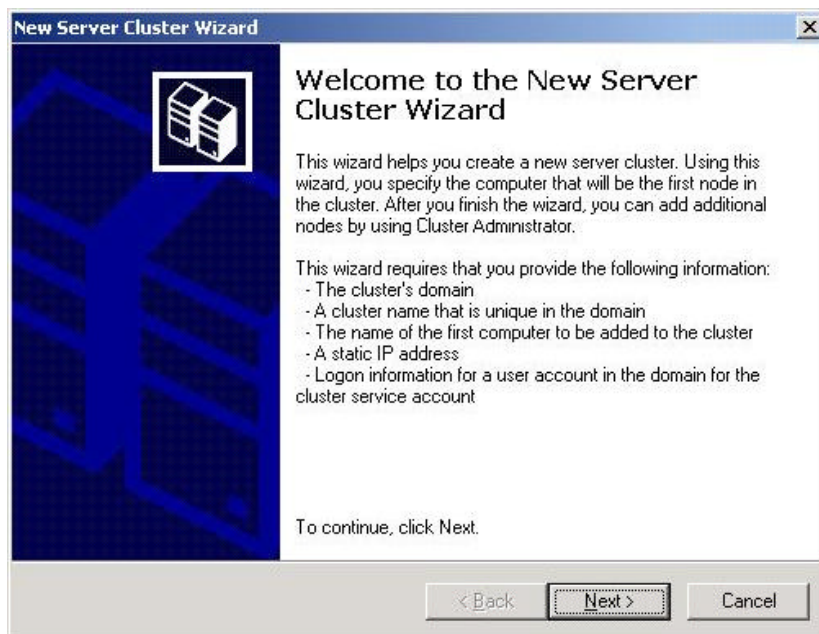 New Server Cluster Wizard
Welcome to the New Server
Cluster Wizard
This wizard helps you create a new server cluster. Using this
wizard, you specify the computer that will be the first node in
the cluster. After you finish the wizard, you can add additional
nodes by using Cluster Administrator.
This wizard requires that you provide the following information:
- The cluster's domain
- A cluster name that is unique in the domain
- The name of the first computer to be added to the cluster
- A static IP address
- Logon information for a user account in the domain for the
cluster service account
To continue, click Next.
< Back Next > Cancel